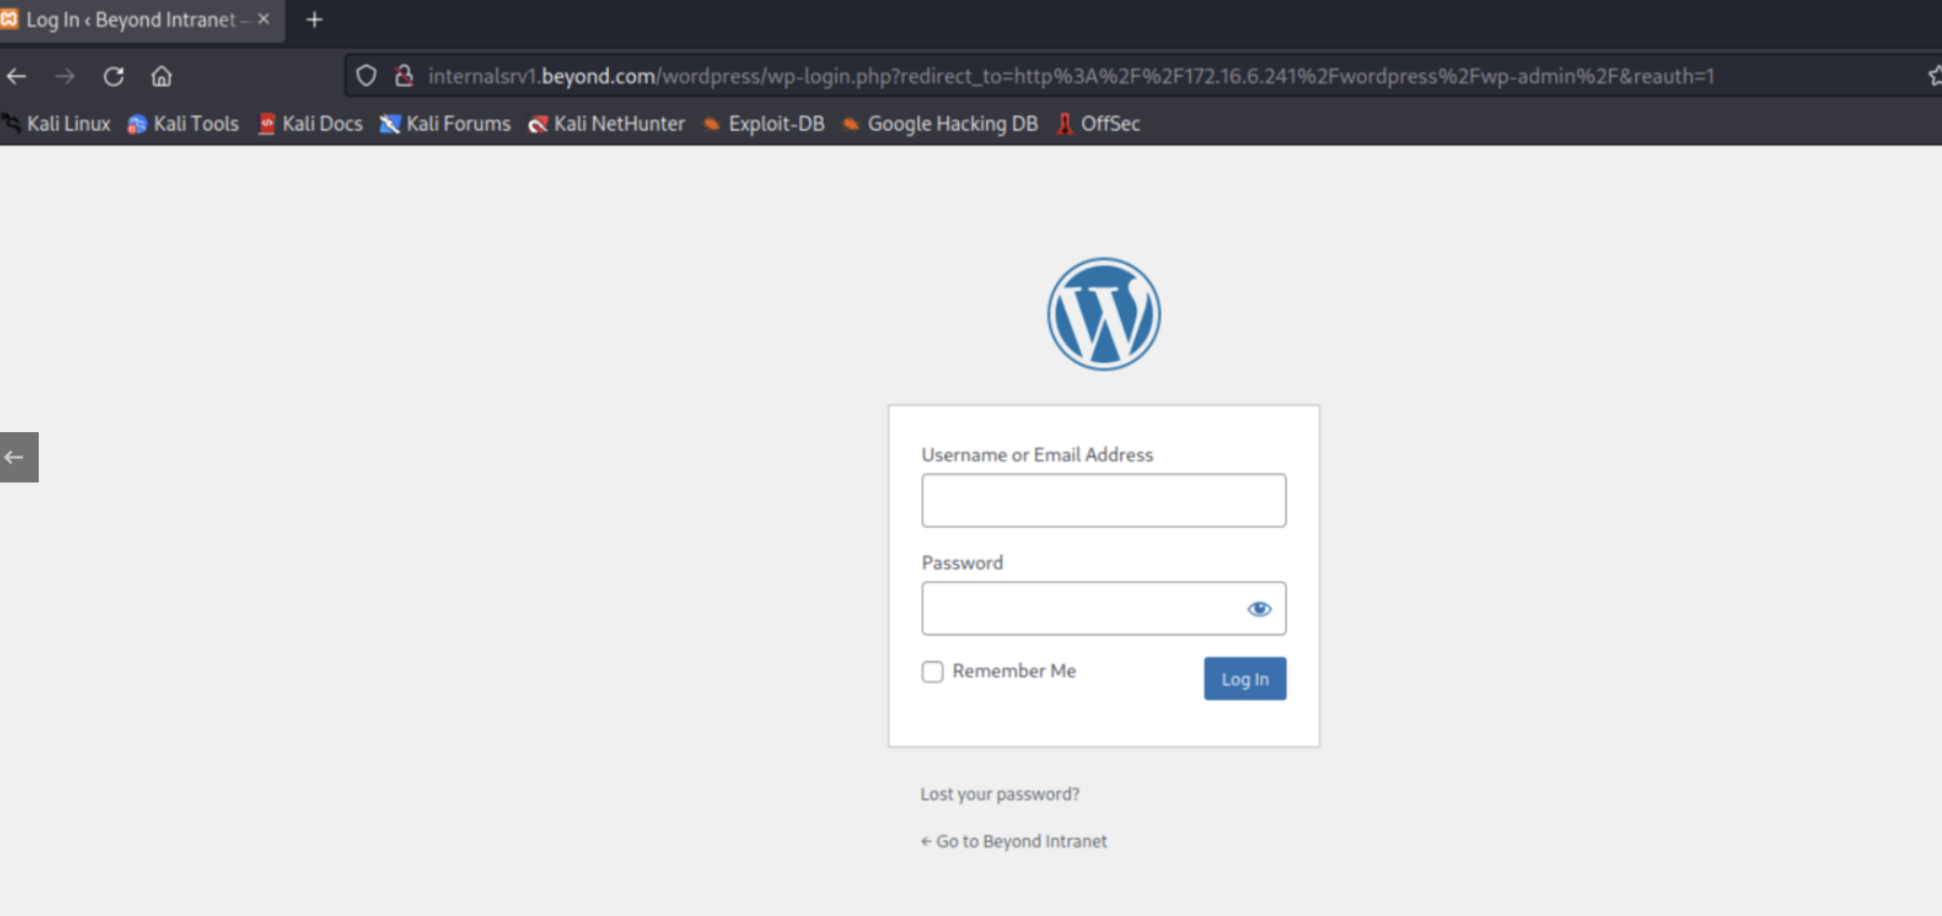 Log In ‹ Beyond Intranet –
internalsrv1.beyond.com/wordpress/wp-login.php?redirect_to=http%3A%2F%2F172.16.6.241%2Fwordpress%2Fwp-admin%2F&reauth=1
Kali Linux Kali Tools Kali Docs Kali Forums Kali NetHunter Exploit-DB Google Hacking DB OffSec
Username or Email Address
Password
Remember Me Log In
Lost your password?
← Go to Beyond Intranet